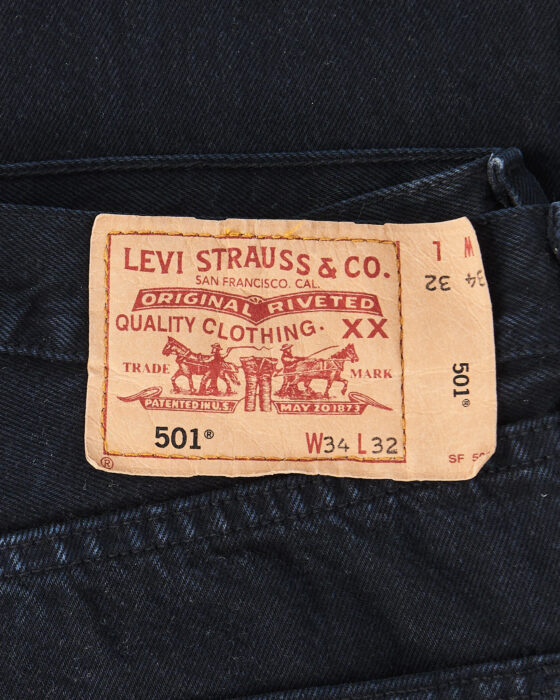 LEVI STRAUSS & CO.
SAN FRANCISCO. CAL.
ORIGINAL RIVETED
QUALITY CLOTHING. XX
TRADE MARK
PATENTED IN U.S. MAY 20 1873
501® W34 L32
®
W L
34 32
501®
SF